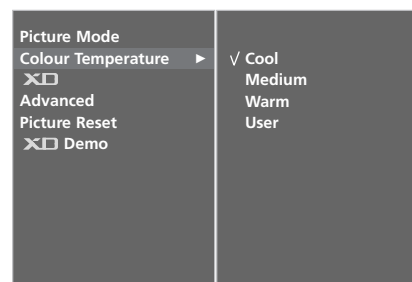 Picture Mode
Colour Temperature ►
XD
Advanced
Picture Reset
XD Demo
√ Cool
Medium
Warm
User